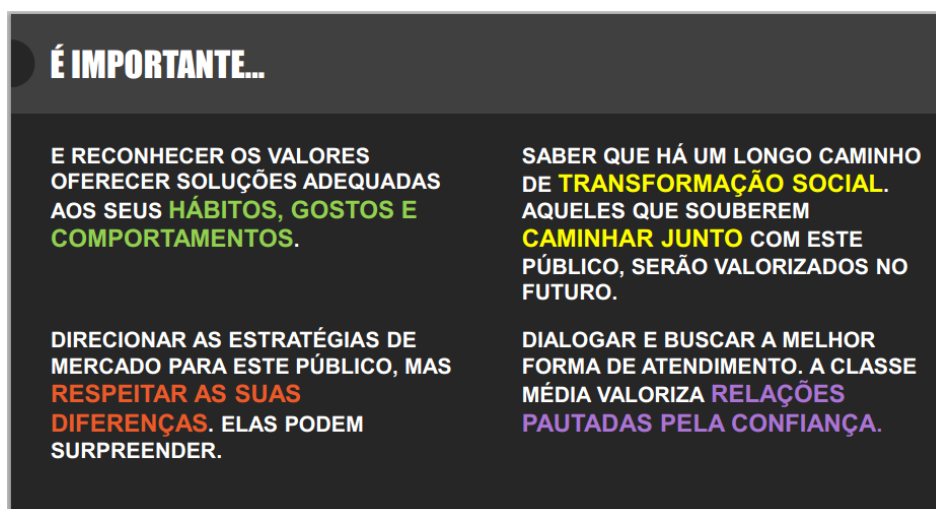 É IMPORTANTE...
E RECONHECER OS VALORES
OFERECER SOLUÇÕES ADEQUADAS
AOS SEUS HÁBITOS, GOSTOS E
COMPORTAMENTOS.
SABER QUE HÁ UM LONGO CAMINHO
DE TRANSFORMAÇÃO SOCIAL.
AQUELES QUE SOUBEREM
CAMINHAR JUNTO COM ESTE
PÚBLICO, SERÃO VALORIZADOS NO
FUTURO.
DIRECIONAR AS ESTRATÉGIAS DE
MERCADO PARA ESTE PÚBLICO, MAS
RESPEITAR AS SUAS
DIFERENÇAS. ELAS PODEM
SURPREENDER.
DIALOGAR E BUSCAR A MELHOR
FORMA DE ATENDIMENTO. A CLASSE
MÉDIA VALORIZA RELAÇÕES
PAUTADAS PELA CONFIANÇA.